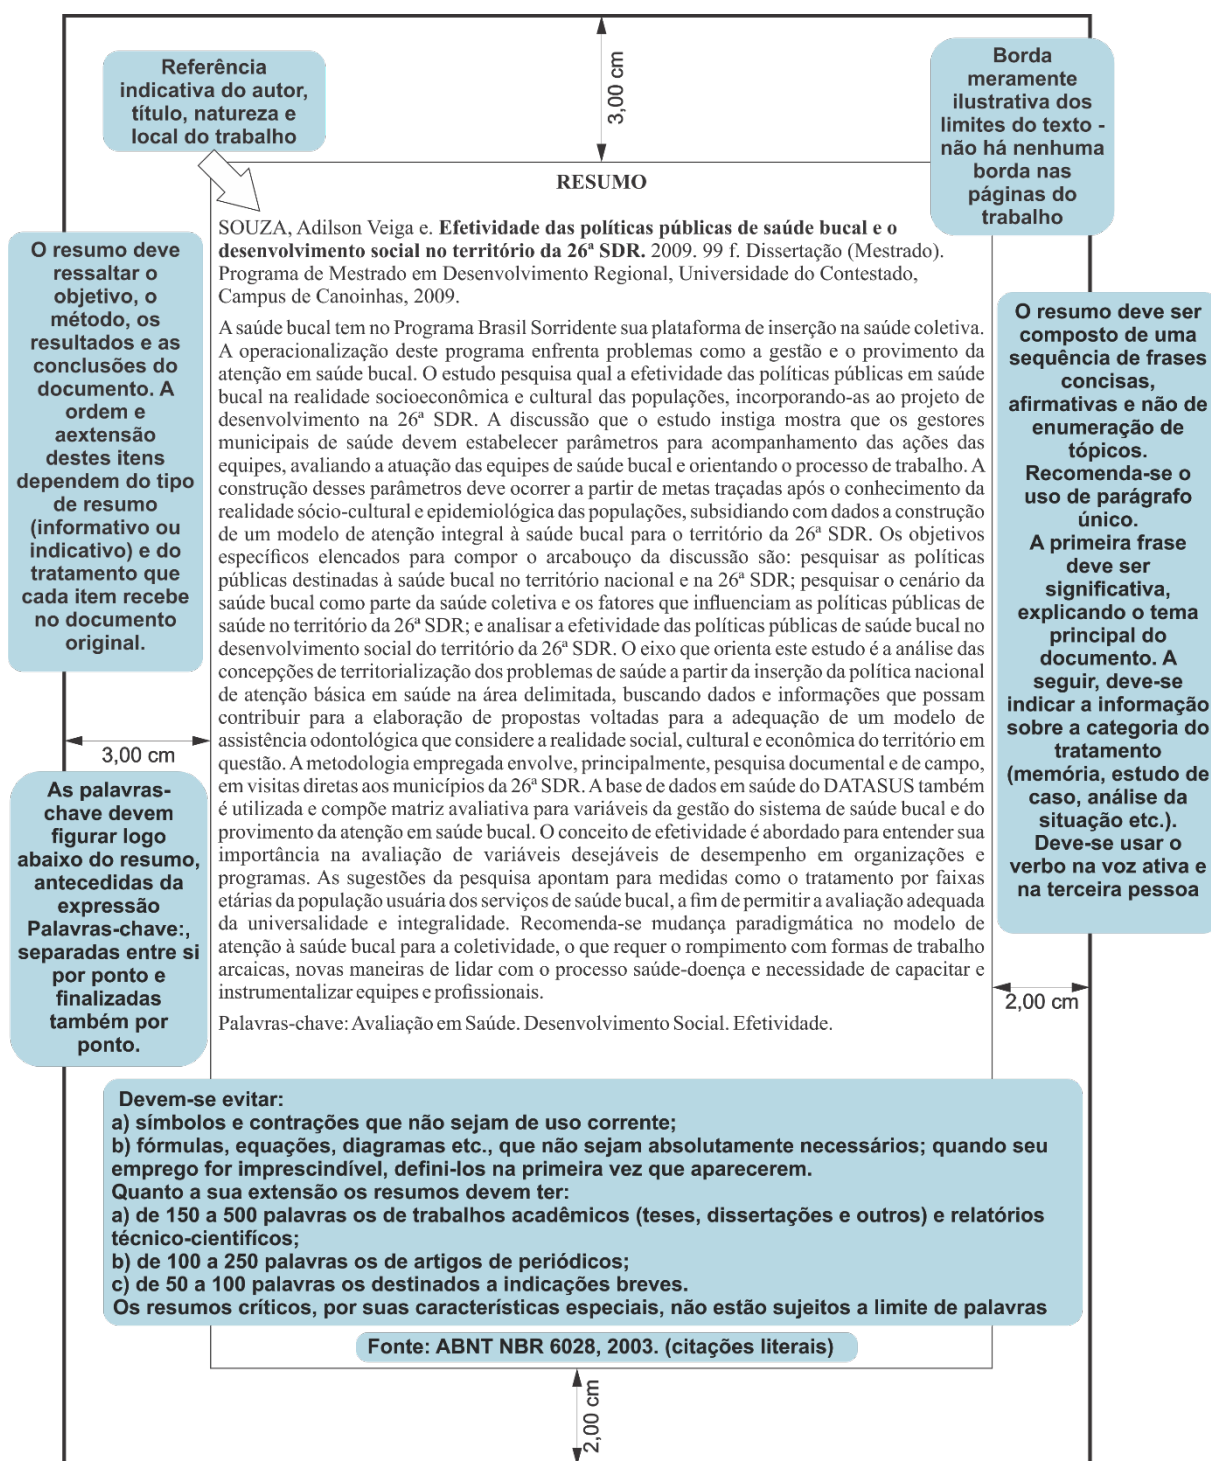 3,00 cm
Referência
indicativa do autor,
título, natureza e
local do trabalho
Borda
meramente
ilustrativa dos
limites do texto -
não há nenhuma
borda nas
páginas do
trabalho
RESUMO
SOUZA, Adilson Veiga e. Efetividade das políticas públicas de saúde bucal e o
desenvolvimento social no território da 26ª SDR. 2009. 99 f. Dissertação (Mestrado).
Programa de Mestrado em Desenvolvimento Regional, Universidade do Contestado,
Campus de Canoinhas, 2009.
A saúde bucal tem no Programa Brasil Sorridente sua plataforma de inserção na saúde coletiva.
A operacionalização deste programa enfrenta problemas como a gestão e o provimento da
atenção em saúde bucal. O estudo pesquisa qual a efetividade das políticas públicas em saúde
bucal na realidade socioeconômica e cultural das populações, incorporando-as ao projeto de
desenvolvimento na 26ª SDR. A discussão que o estudo instiga mostra que os gestores
municipais de saúde devem estabelecer parâmetros para acompanhamento das ações das
equipes, avaliando a atuação das equipes de saúde bucal e orientando o processo de trabalho. A
construção desses parâmetros deve ocorrer a partir de metas traçadas após o conhecimento da
realidade sócio-cultural e epidemiológica das populações, subsidiando com dados a construção
de um modelo de atenção integral à saúde bucal para o território da 26ª SDR. Os objetivos
específicos elencados para compor o arcabouço da discussão são: pesquisar as políticas
públicas destinadas à saúde bucal no território nacional e na 26ª SDR; pesquisar o cenário da
saúde bucal como parte da saúde coletiva e os fatores que influenciam as políticas públicas de
saúde no território da 26ª SDR; e analisar a efetividade das políticas públicas de saúde bucal no
desenvolvimento social do território da 26ª SDR. O eixo que orienta este estudo é a análise das
concepções de territorialização dos problemas de saúde a partir da inserção da política nacional
de atenção básica em saúde na área delimitada, buscando dados e informações que possam
contribuir para a elaboração de propostas voltadas para a adequação de um modelo de
assistência odontológica que considere a realidade social, cultural e econômica do território em
questão. A metodologia empregada envolve, principalmente, pesquisa documental e de campo,
em visitas diretas aos municípios da 26ª SDR. A base de dados em saúde do DATASUS também
é utilizada e compõe matriz avaliativa para variáveis da gestão do sistema de saúde bucal e do
provimento da atenção em saúde bucal. O conceito de efetividade é abordado para entender sua
importância na avaliação de variáveis desejáveis de desempenho em organizações e
programas. As sugestões da pesquisa apontam para medidas como o tratamento por faixas
etárias da população usuária dos serviços de saúde bucal, a fim de permitir a avaliação adequada
da universalidade e integralidade. Recomenda-se mudança paradigmática no modelo de
atenção à saúde bucal para a coletividade, o que requer o rompimento com formas de trabalho
arcaicas, novas maneiras de lidar com o processo saúde-doença e necessidade de capacitar e
instrumentalizar equipes e profissionais.
Palavras-chave: Avaliação em Saúde. Desenvolvimento Social. Efetividade.
O resumo deve
ressaltar o
objetivo, o
método, os
resultados e as
conclusões do
documento. A
ordem e
aextensão
destes itens
dependem do tipo
de resumo
(informativo ou
indicativo) e do
tratamento que
cada item recebe
no documento
original.
3,00 cm
As palavras-
chave devem
figurar logo
abaixo do resumo,
antecedidas da
expressão
Palavras-chave:,
separadas entre si
por ponto e
finalizadas
também por
ponto.
O resumo deve ser
composto de uma
sequência de frases
concisas,
afirmativas e não de
enumeração de
tópicos.
Recomenda-se o
uso de parágrafo
único.
A primeira frase
deve ser
significativa,
explicando o tema
principal do
documento. A
seguir, deve-se
indicar a informação
sobre a categoria do
tratamento
(memória, estudo de
caso, análise da
situação etc.).
Deve-se usar o
verbo na voz ativa e
na terceira pessoa
2,00 cm
Devem-se evitar:
a) símbolos e contrações que não sejam de uso corrente;
b) fórmulas, equações, diagramas etc., que não sejam absolutamente necessários; quando seu
emprego for imprescindível, defini-los na primeira vez que aparecerem.
Quanto a sua extensão os resumos devem ter:
a) de 150 a 500 palavras os de trabalhos acadêmicos (teses, dissertações e outros) e relatórios
técnico-científicos;
b) de 100 a 250 palavras os de artigos de periódicos;
c) de 50 a 100 palavras os destinados a indicações breves.
Os resumos críticos, por suas características especiais, não estão sujeitos a limite de palavras
Fonte: ABNT NBR 6028, 2003. (citações literais)
2,00 cm